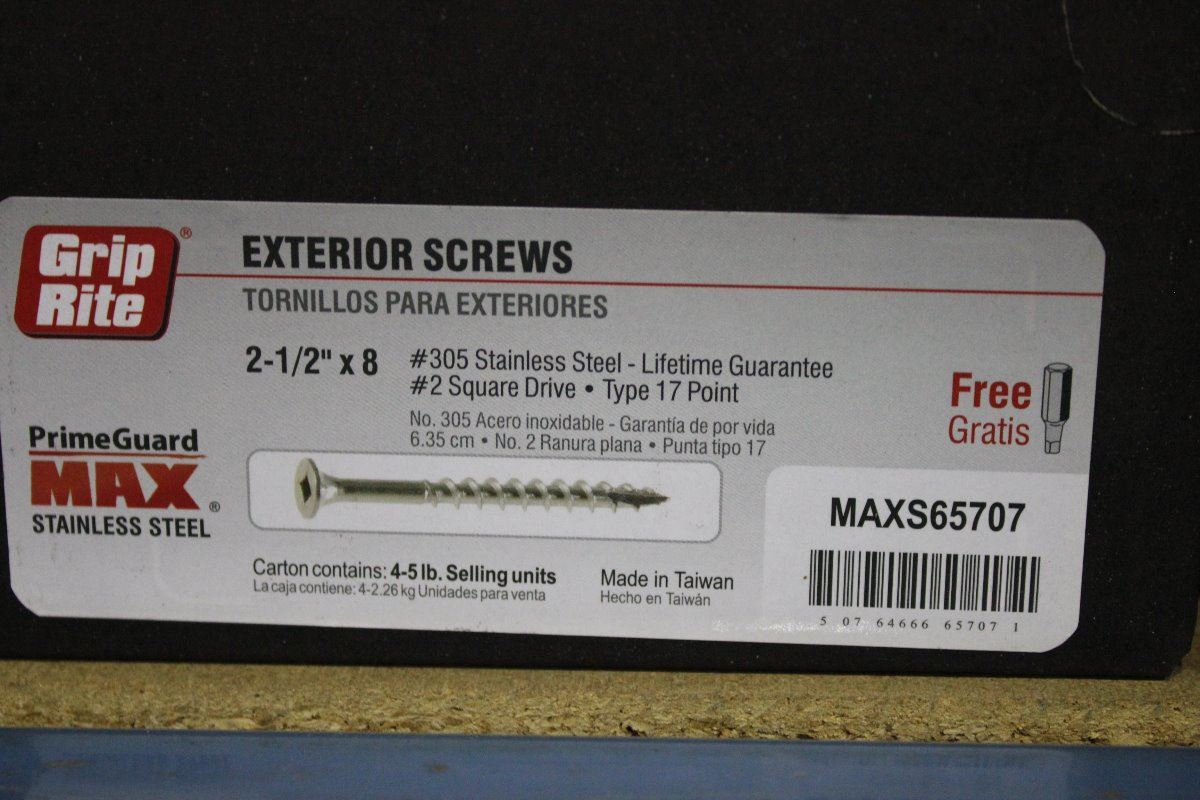 Grip
Rite ®
EXTERIOR SCREWS
TORNILLOS PARA EXTERIORES
2-1/2" x 8
#305 Stainless Steel - Lifetime Guarantee
#2 Square Drive • Type 17 Point
No. 305 Acero inoxidable - Garantía de por vida
6.35 cm • No. 2 Ranura plana • Punta tipo 17
Free
Gratis
PrimeGuard
MAX®
STAINLESS STEEL
Carton contains: 4-5 lb. Selling units
La caja contiene: 4-2.26 kg Unidades para venta
Made in Taiwan
Hecho en Taiwán
MAXS65707
5 07 64666 65707 1